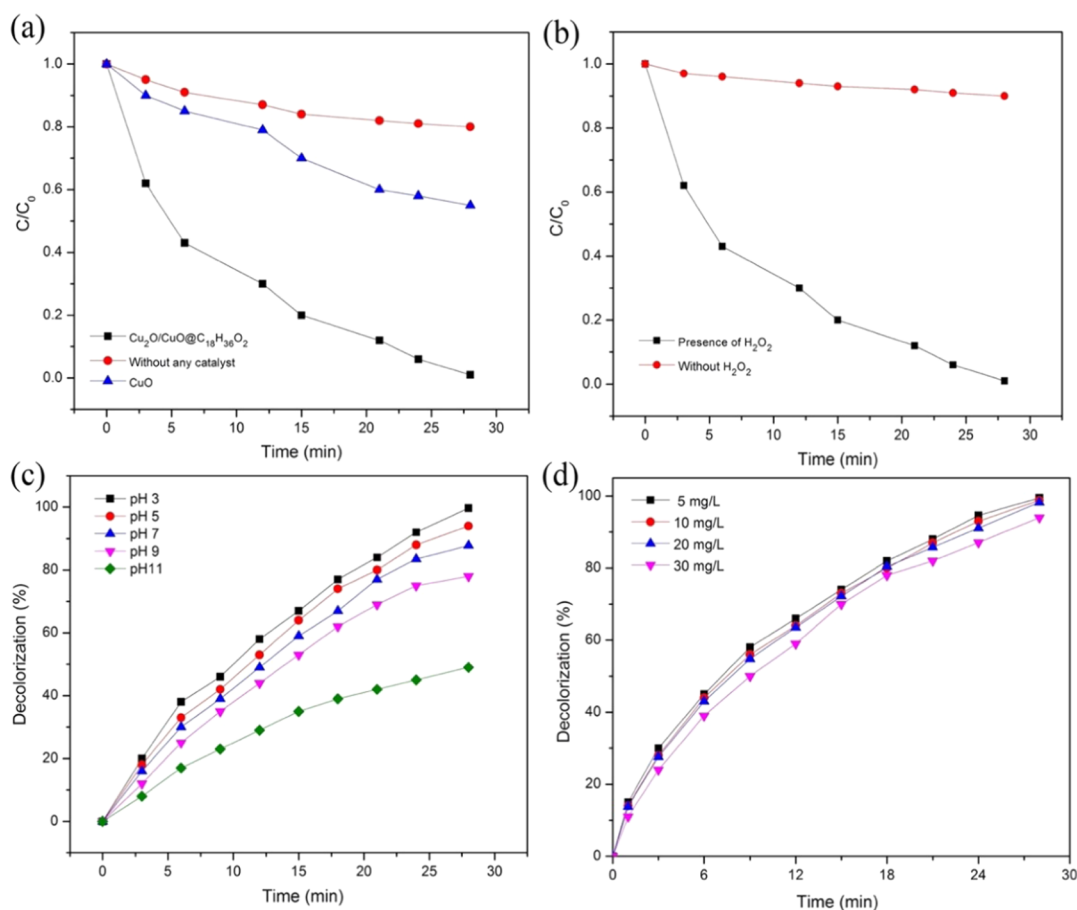 (a)
C/C0
1.0
0.8
0.6
0.4
0.2
0.0
Cu2O/CuO@C18H36O2
Without any catalyst
CuO
0 5 10 15 20 25 30
Time (min)
(b)
C/C0
1.0
0.8
0.6
0.4
0.2
0.0
Presence of H2O2
Without H2O2
0 5 10 15 20 25 30
Time (min)
(c)
Decolorization (%)
100
80
60
40
20
0
pH 3
pH 5
pH 7
pH 9
pH11
0 5 10 15 20 25 30
Time (min)
(d)
Decolorization (%)
100
80
60
40
20
0
5 mg/L
10 mg/L
20 mg/L
30 mg/L
0 6 12 18 24 30
Time (min)